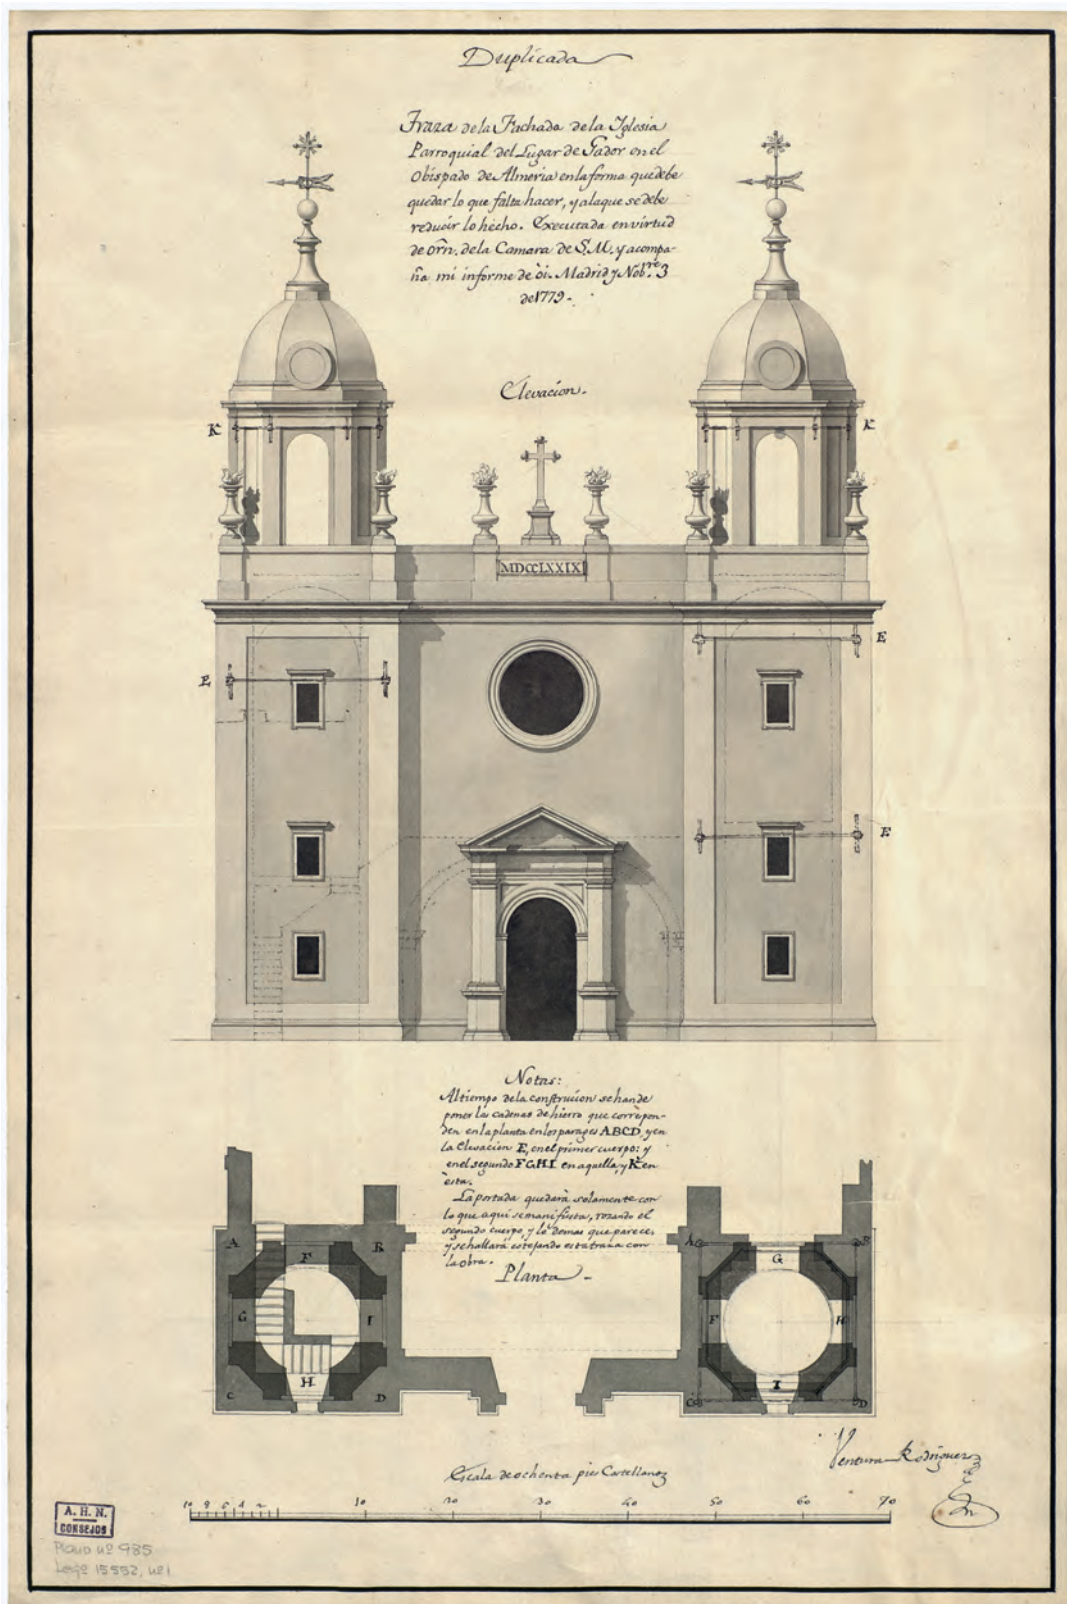 Duplicada
Traza de la Fachada de la Iglesia
Parroquial del Lugar de Gador en el
Obispado de Almeria en la forma que debe
quedar lo que falta hacer, y a la que se debe
reducir lo hecho. Executada en virtud
de orñ. de la Camara de S.M. y acompa-
ña mi informe de oi. Madrid y Nobre. 3
de 1779.
Elevacion.
K
K
MDCCLXXIX
E
E
E
Notas:
Al tiempo de la construcion se han de
poner las cadenas de hierro que correspon-
den en la planta en los parages ABCD, y en
la Elevacion E, en el primer cuerpo: y
en el segundo FGHI en aquella, y K en
esta.
La portada quedará solamente con
lo que aqui se manifiesta, rozando el
segundo cuerpo, y lo demas que parece,
y se hallará cotejando esta traza con
la obra.
Planta
A
F
B
G
I
H
C
D
A
G
B
F
H
I
C
D
Ventura Rodriguez
Escala de ochenta pies Castellanos
10 8 6 4 2 10 20 30 40 50 60 70
A. H. N.
CONSEJOS
Plano nº 985
Legº 15552, nº 1